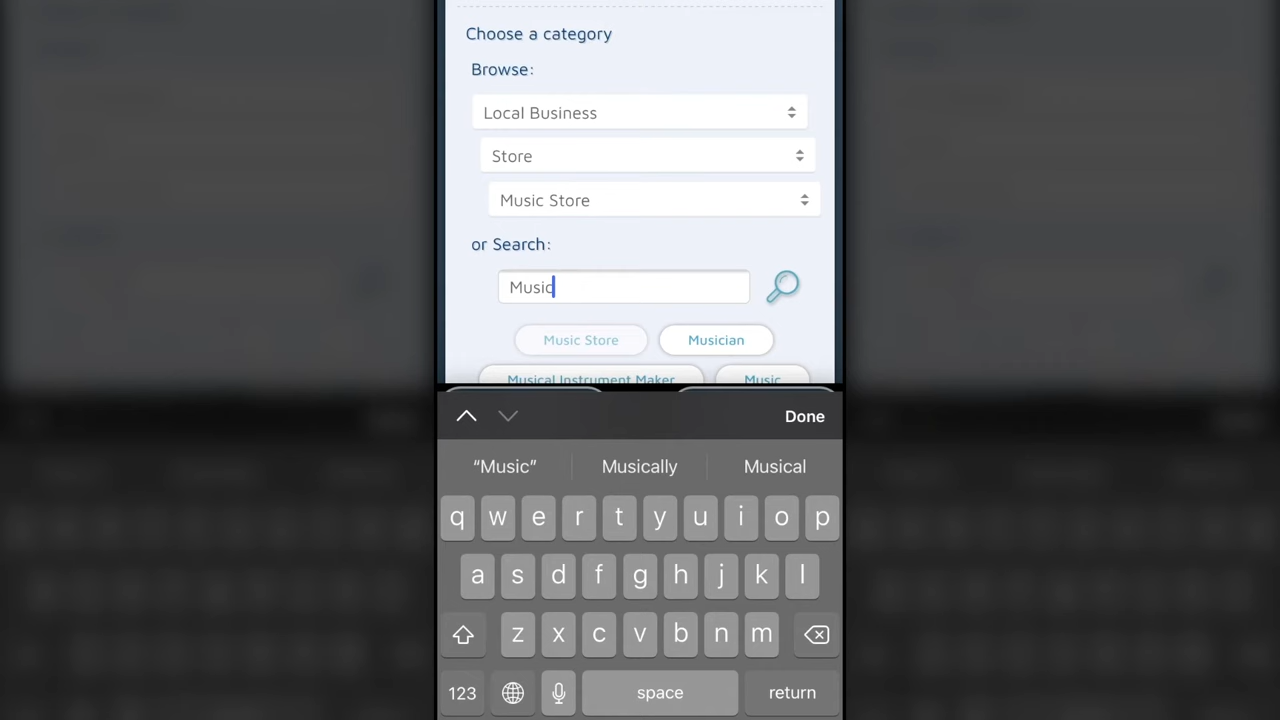 Choose a category
Browse:
Local Business
Store
Music Store
or Search:
Music
Music Store Musician
Musical Instrument Maker Music
Done
“Music” Musically Musical
q w e r t y u i o p
a s d f g h j k l
z x c v b n m
123 space return